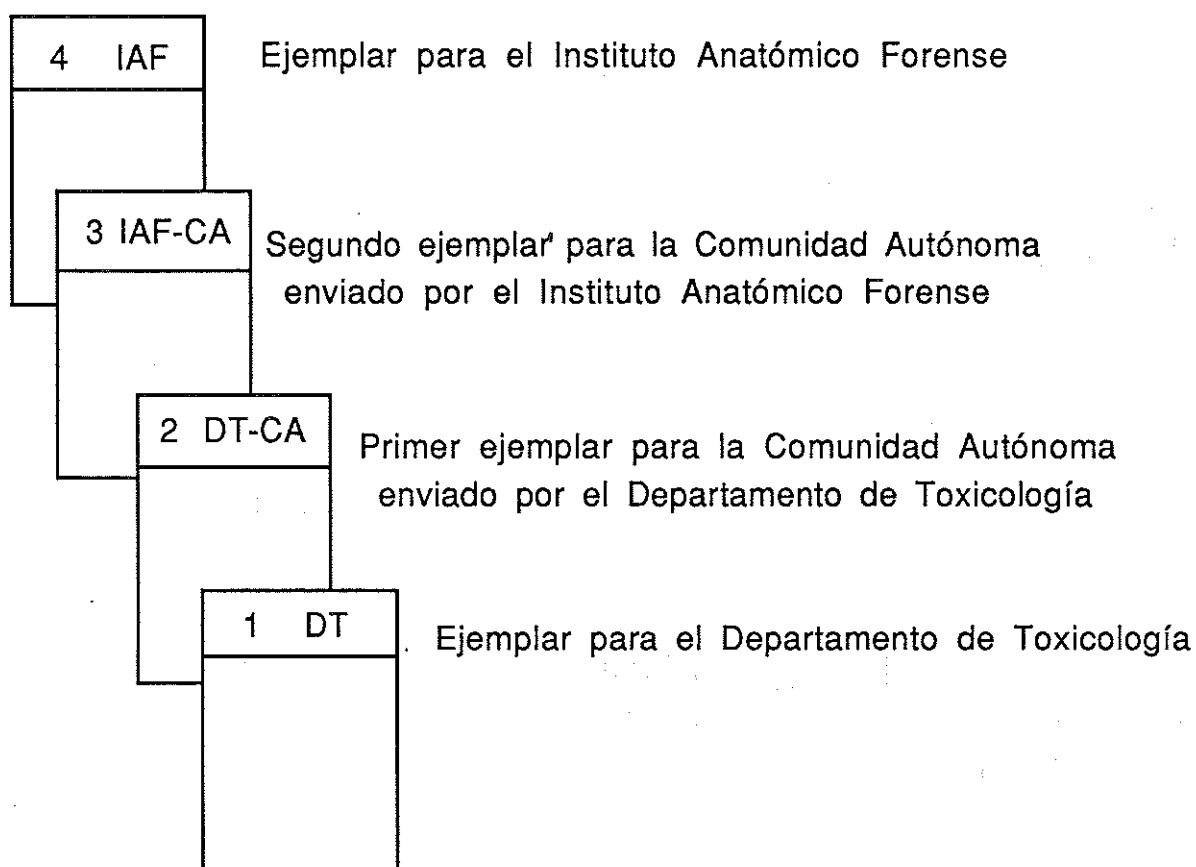 4 IAF
Ejemplar para el Instituto Anatómico Forense
3 IAF-CA
Segundo ejemplar para la Comunidad Autónoma
enviado por el Instituto Anatómico Forense
2 DT-CA
Primer ejemplar para la Comunidad Autónoma
enviado por el Departamento de Toxicología
1 DT
Ejemplar para el Departamento de Toxicología